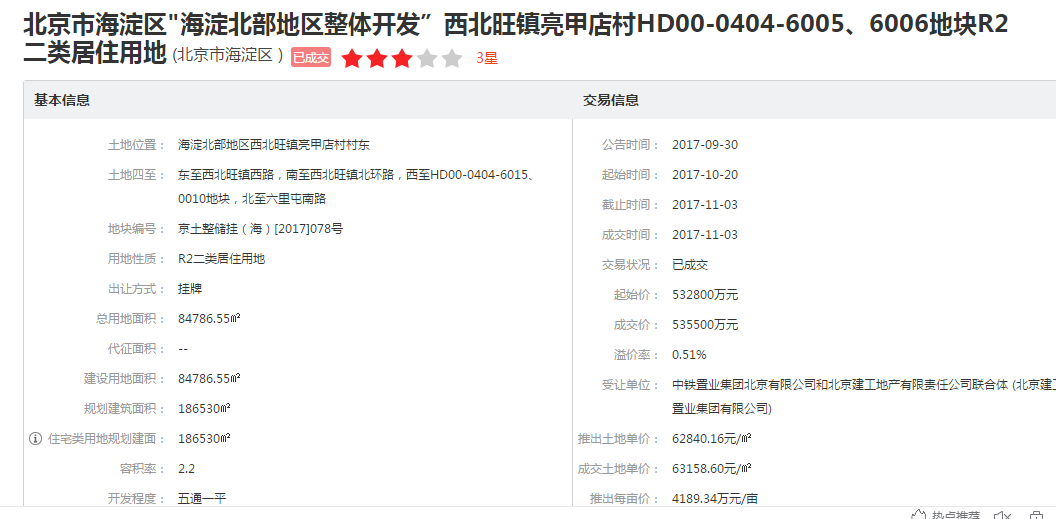 北京市海淀区"海淀北部地区整体开发” 西北旺镇亮甲店村HD00-0404-6005、6006地块R2
二类居住用地 (北京市海淀区 ) 已成交 3星
基本信息
土地位置： 海淀北部地区西北旺镇亮甲店村村东
土地四至： 东至西北旺镇西路，南至西北旺镇北环路，西至HD00-0404-6015、
0010地块，北至六里屯南路
地块编号： 京土整储挂（海）[2017]078号
用地性质： R2二类居住用地
出让方式： 挂牌
总用地面积： 84786.55㎡
代征面积： --
建设用地面积： 84786.55㎡
规划建筑面积： 186530㎡
住宅类用地规划建面： 186530㎡
容积率： 2.2
开发程度： 五通一平
交易信息
公告时间： 2017-09-30
起始时间： 2017-10-20
截止时间： 2017-11-03
成交时间： 2017-11-03
交易状况： 已成交
起始价： 532800万元
成交价： 535500万元
溢价率： 0.51%
受让单位： 中铁置业集团北京有限公司和北京建工地产有限责任公司联合体 (北京建工
置业集团有限公司)
推出土地单价： 62840.16元/㎡
成交土地单价： 63158.60元/㎡
推出每亩价： 4189.34万元/亩
热点推荐